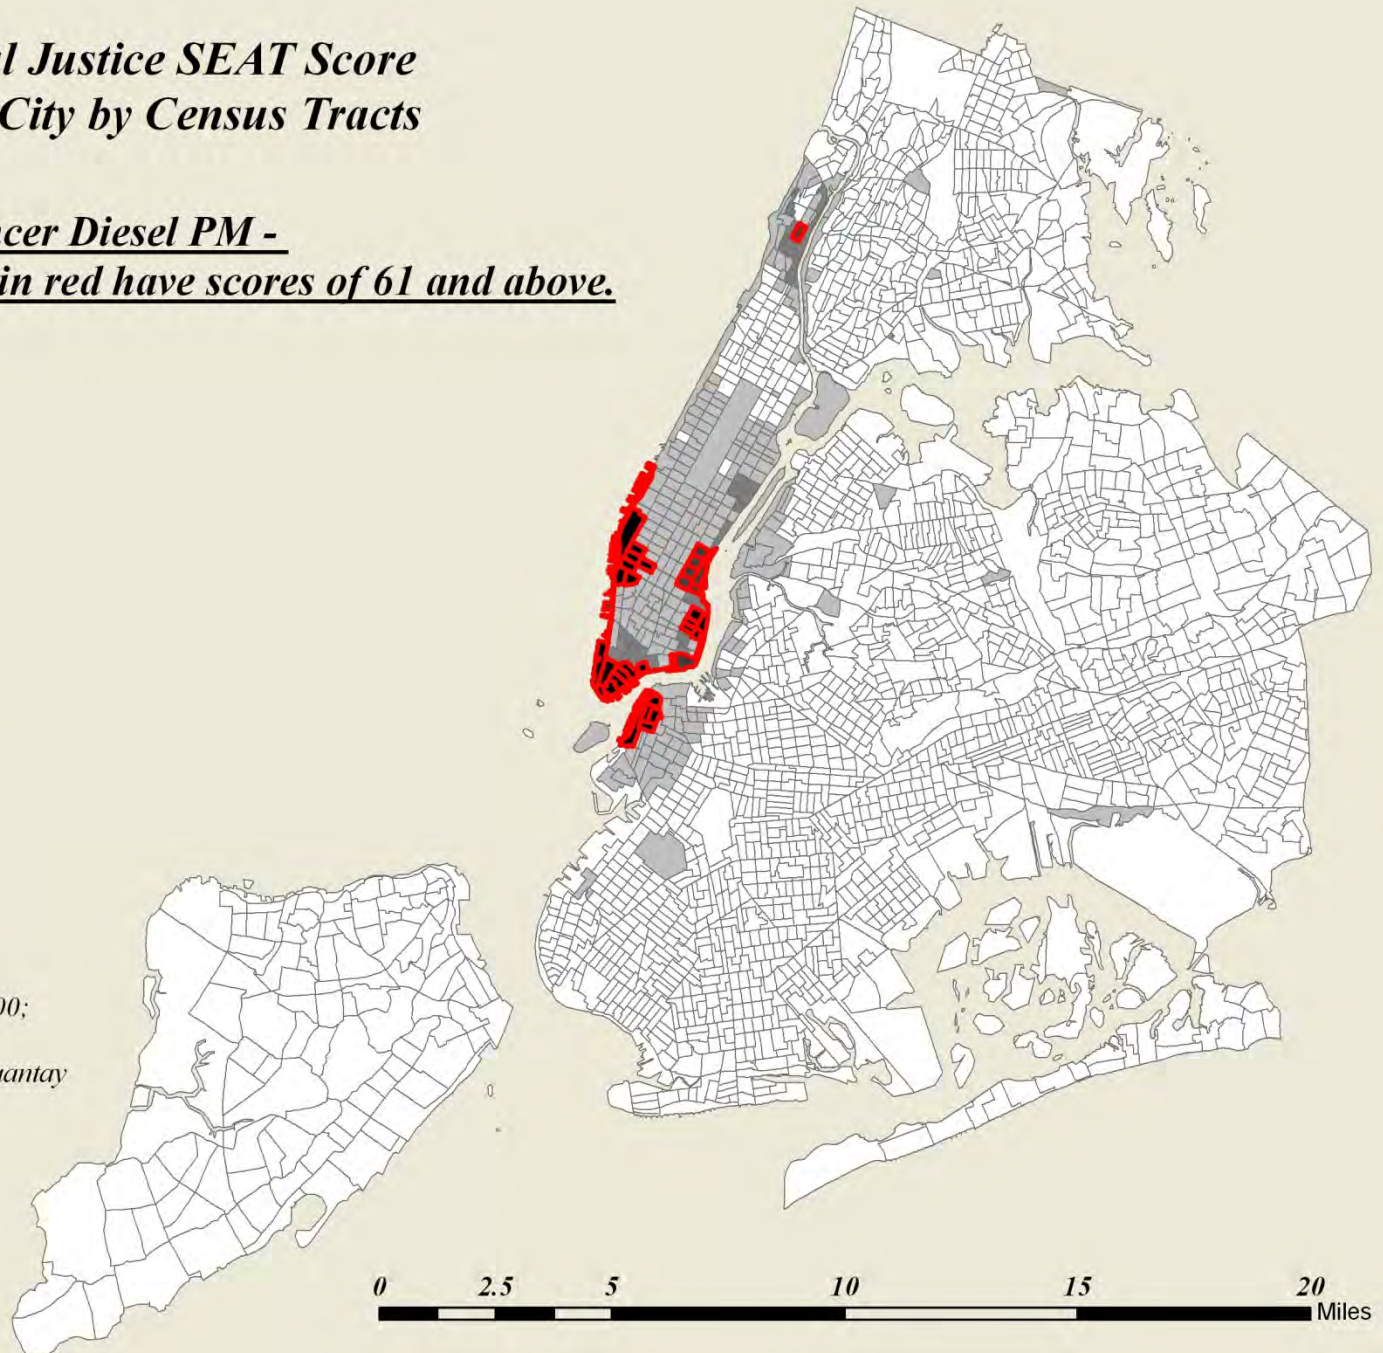 l Justice SEAT Score
City by Census Tracts
cer Diesel PM -
in red have scores of 61 and above.
00;
antay
0 2.5 5 10 15 20
Miles